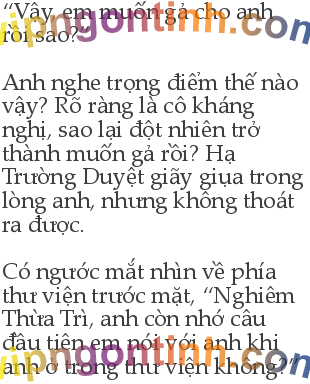 “Vậy, em muốn gả cho anh
rồi sao?”
Anh nghe trọng điểm thế nào
vậy? Rõ ràng là cô kháng
nghị, sao lại đột nhiên trở
thành muốn gả rồi? Hạ
Trường Duyệt giãy giụa trong
lòng anh, nhưng không thoát
ra được.
Có ngước mắt nhìn về phía
thư viện trước mặt, “Nghiêm
Thừa Trì, anh còn nhớ câu
đầu tiên em nói với anh khi
anh ở trong thư viện không?”
vipngontinh.com
vipngontinh.com